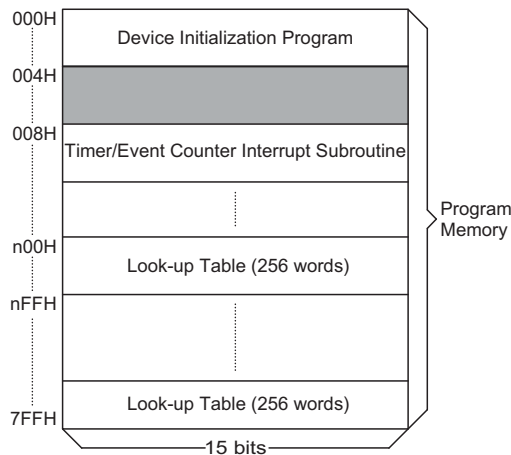 000H
Device Initialization Program
004H
008H
Timer/Event Counter Interrupt Subroutine
Program
Memory
n00H
Look-up Table (256 words)
nFFH
Look-up Table (256 words)
7FFH
15 bits